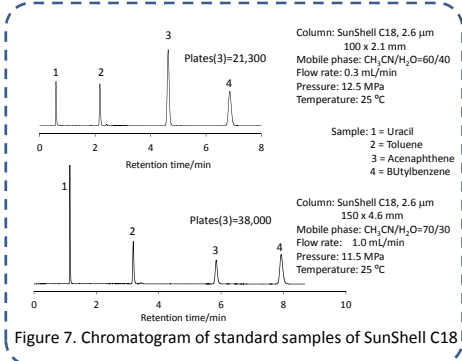 3
Plates(3)=21,300
1
2
4
0
2
4
6
8
Retention time/min
Column: SunShell C18, 2.6 μm
100 x 2.1 mm
Mobile phase: CH₃CN/H₂O=60/40
Flow rate: 0.3 mL/min
Pressure: 12.5 MPa
Temperature: 25 ºC
Sample: 1 = Uracil
2 = Toluene
3 = Acenaphthene
4 = BUtylbenzene
1
Plates(3)=38,000
2
3
4
0
2
4
6
8
10
Retention time/min
Column: SunShell C18, 2.6 μm
150 x 4.6 mm
Mobile phase: CH₃CN/H₂O=70/30
Flow rate: 1.0 mL/min
Pressure: 11.5 MPa
Temperature: 25 ºC
Figure 7. Chromatogram of standard samples of SunShell C18